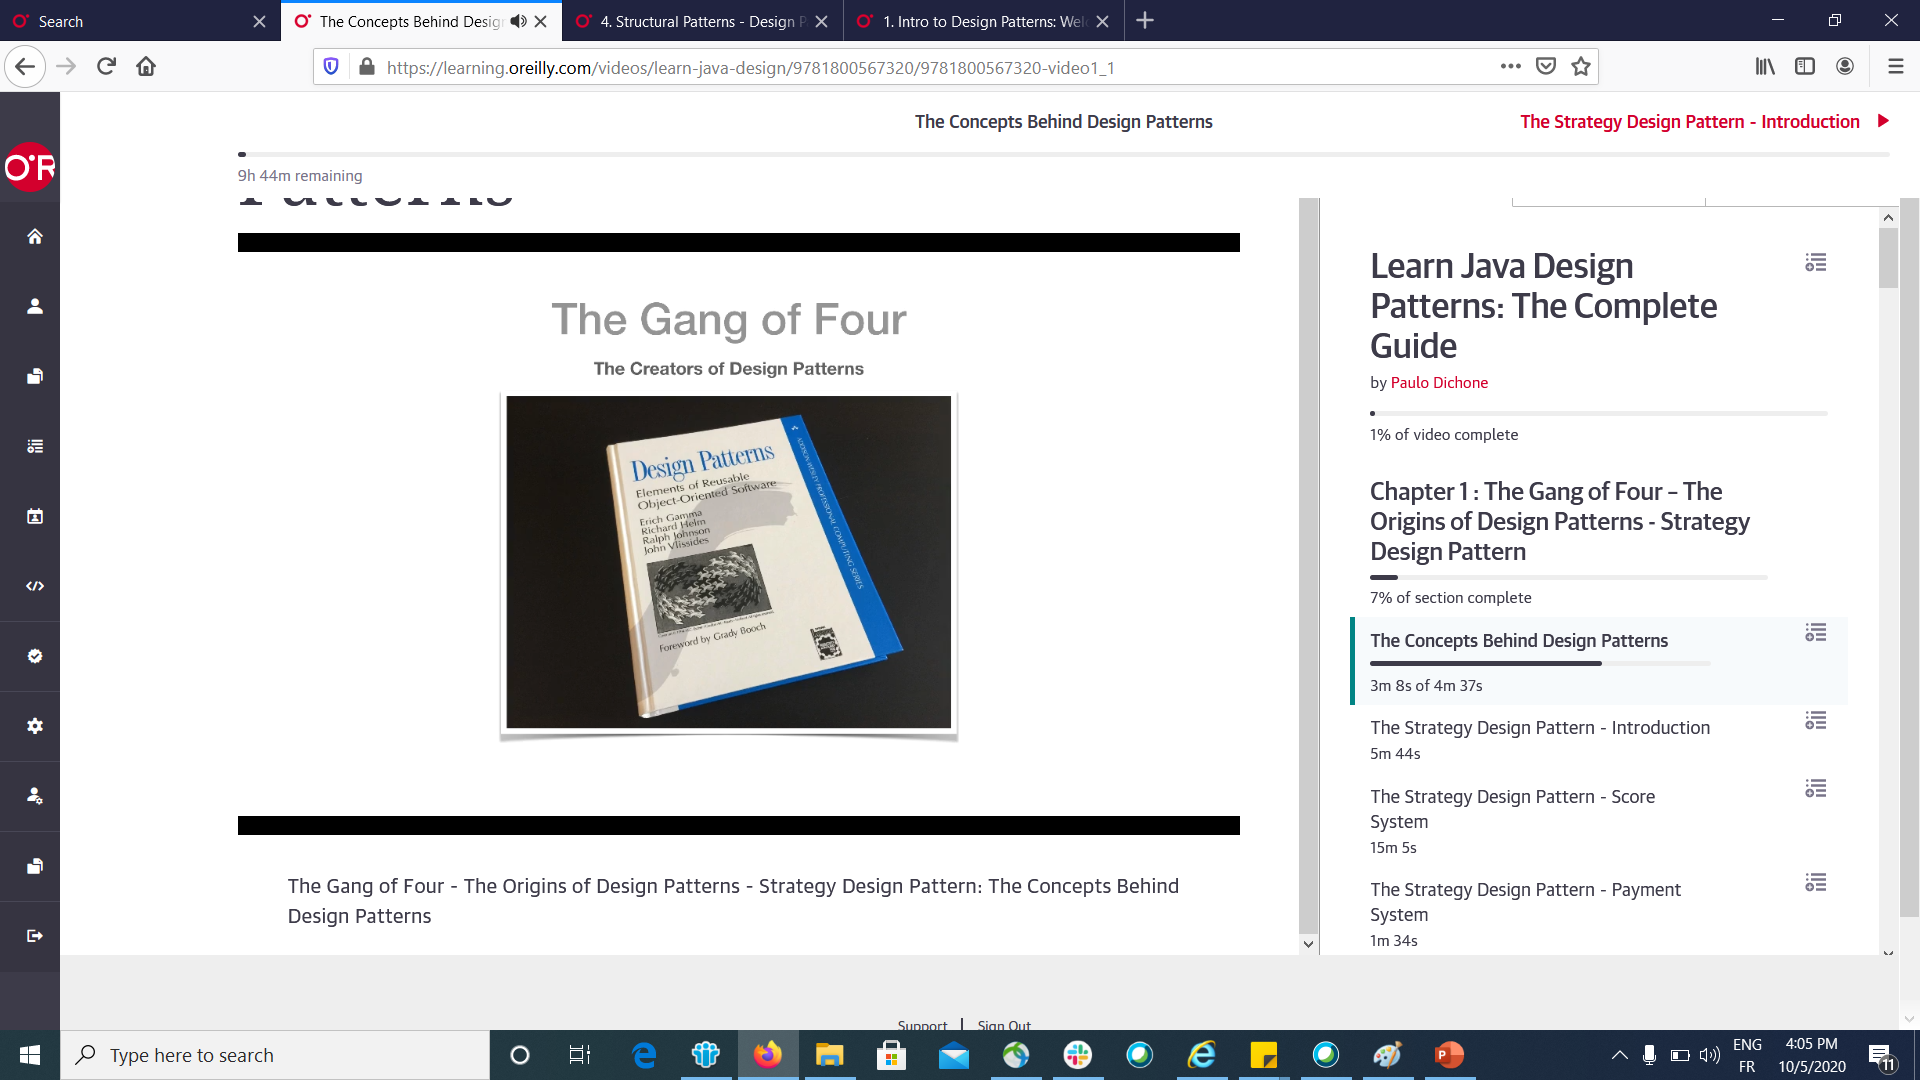 Search
The Concepts Behind Desig
4. Structural Patterns - Design P
1. Intro to Design Patterns: Wel
https://learning.oreilly.com/videos/learn-java-design/9781800567320/9781800567320-video1_1
The Concepts Behind Design Patterns
The Strategy Design Pattern - Introduction
9h 44m remaining
O'R
Patterns
The Gang of Four
The Creators of Design Patterns
Design Patterns
Elements of Reusable
Object-Oriented Software
Erich Gamma
Richard Helm
Ralph Johnson
John Vlissides
Foreword by Grady Booch
ADDISON-WESLEY PROFESSIONAL COMPUTING SERIES
The Gang of Four - The Origins of Design Patterns - Strategy Design Pattern: The Concepts Behind
Design Patterns
Learn Java Design
Patterns: The Complete
Guide
by Paulo Dichone
1% of video complete
Chapter 1 : The Gang of Four – The
Origins of Design Patterns - Strategy
Design Pattern
7% of section complete
The Concepts Behind Design Patterns
3m 8s of 4m 37s
The Strategy Design Pattern - Introduction
5m 44s
The Strategy Design Pattern - Score
System
15m 5s
The Strategy Design Pattern - Payment
System
1m 34s
Support | Sign Out
Type here to search
ENG
FR
4:05 PM
10/5/2020
11